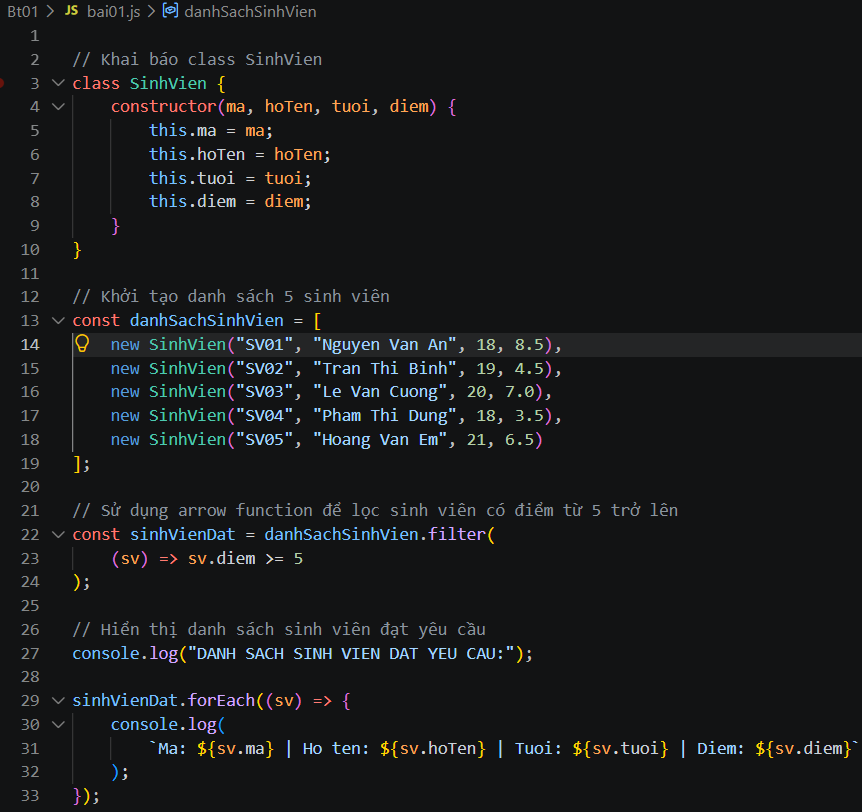 Bt01 > JS bai01.js > danhSachSinhVien
1
2 // Khai báo class SinhVien
3 class SinhVien {
4     constructor(ma, hoTen, tuoi, diem) {
5         this.ma = ma;
6         this.hoTen = hoTen;
7         this.tuoi = tuoi;
8         this.diem = diem;
9     }
10 }
11
12 // Khởi tạo danh sách 5 sinh viên
13 const danhSachSinhVien = [
14     new SinhVien("SV01", "Nguyen Van An", 18, 8.5),
15     new SinhVien("SV02", "Tran Thi Binh", 19, 4.5),
16     new SinhVien("SV03", "Le Van Cuong", 20, 7.0),
17     new SinhVien("SV04", "Pham Thi Dung", 18, 3.5),
18     new SinhVien("SV05", "Hoang Van Em", 21, 6.5)
19 ];
20
21 // Sử dụng arrow function để lọc sinh viên có điểm từ 5 trở lên
22 const sinhVienDat = danhSachSinhVien.filter(
23     (sv) => sv.diem >= 5
24 );
25
26 // Hiển thị danh sách sinh viên đạt yêu cầu
27 console.log("DANH SACH SINH VIEN DAT YEU CAU:");
28
29 sinhVienDat.forEach((sv) => {
30     console.log(
31         `Ma: ${sv.ma} | Ho ten: ${sv.hoTen} | Tuoi: ${sv.tuoi} | Diem: ${sv.diem}`
32     );
33 });